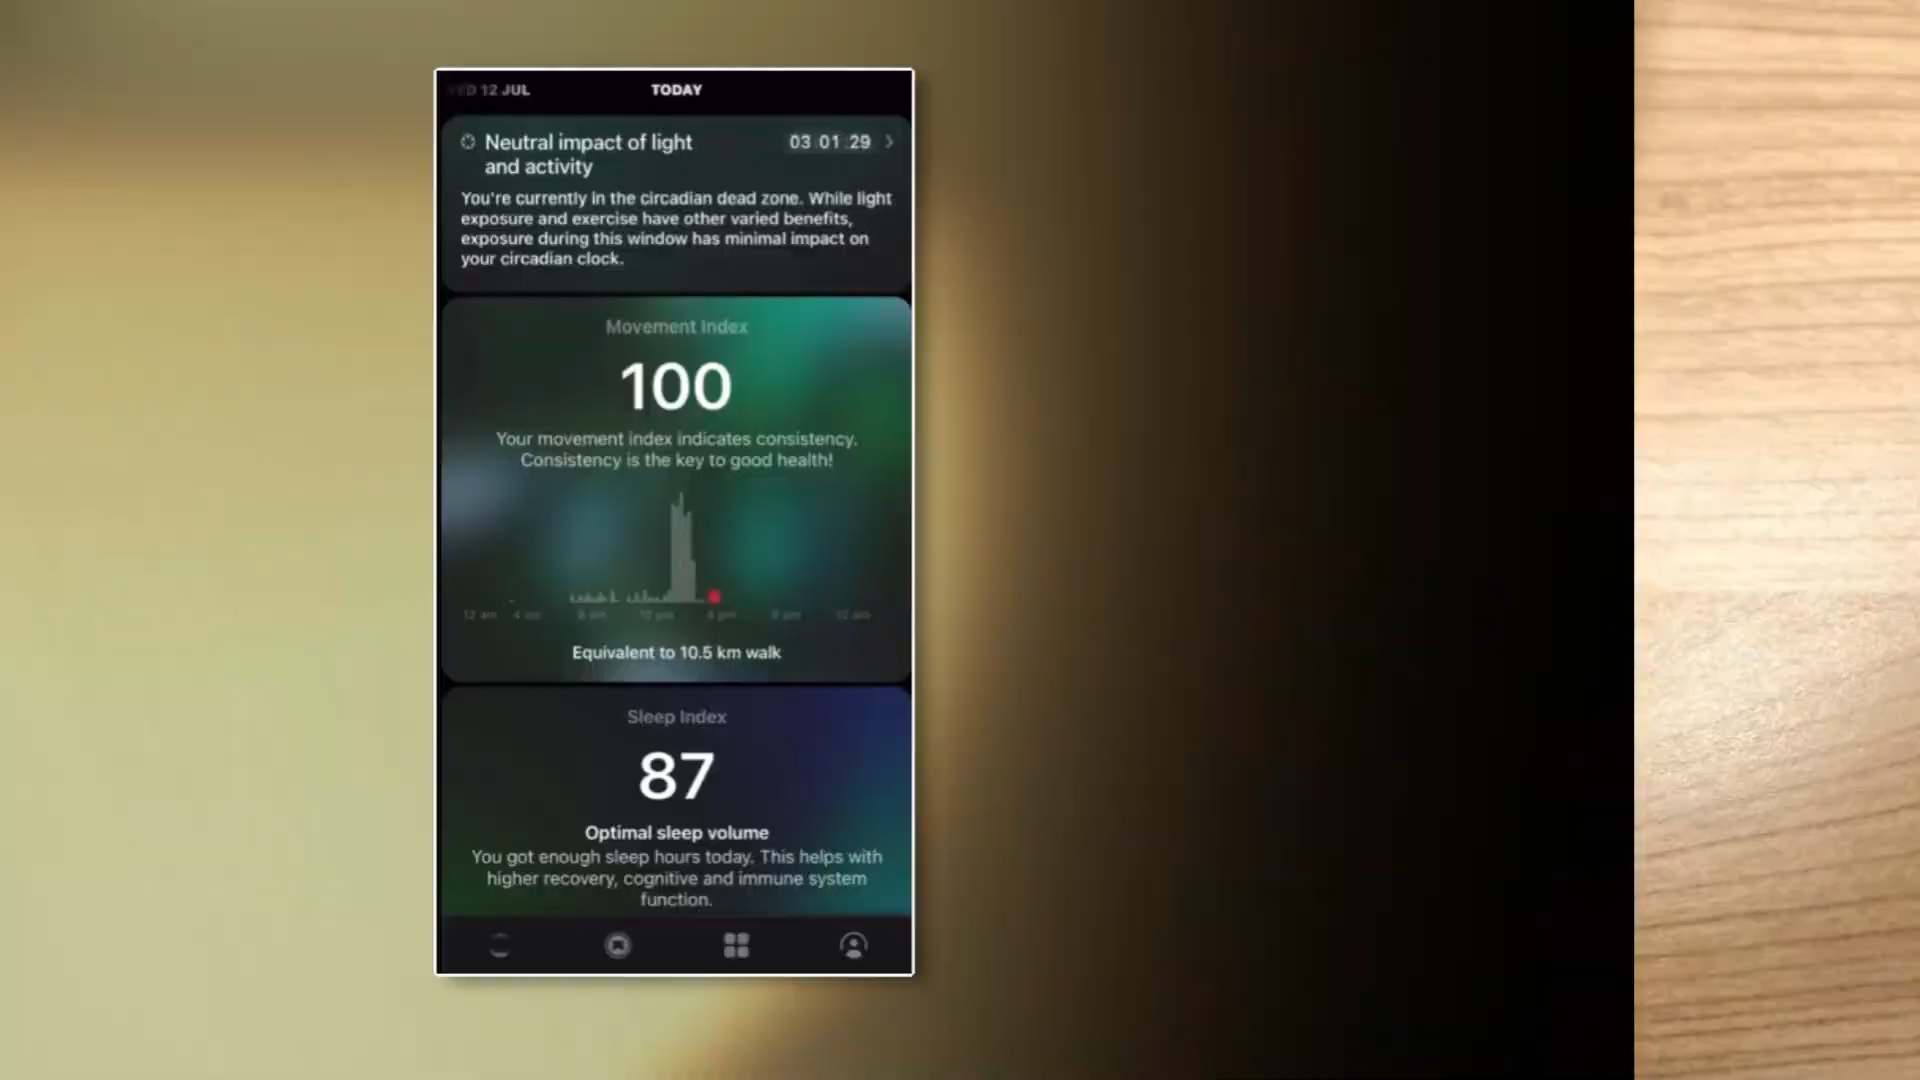 12 JUL
TODAY
Neutral impact of light
and activity
03 01 29
You're currently in the circadian dead zone. While light
exposure and exercise have other varied benefits,
exposure during this window has minimal impact on
your circadian clock.
Movement Index
100
Your movement index indicates consistency.
Consistency is the key to good health!
12 am
Equivalent to 10.5 km walk
Sleep Index
87
Optimal sleep volume
You got enough sleep hours today. This helps with
higher recovery, cognitive and immune system
function.